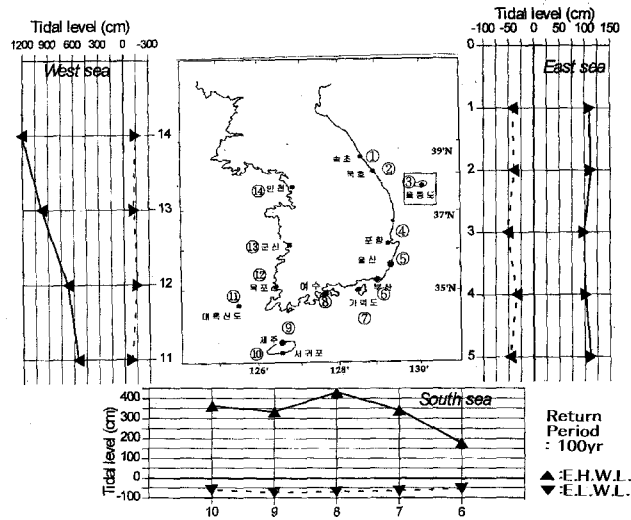 Tidal level (cm)
1200 900 600 300 0 -300
West sea
14
13
12
11
Tidal level (cm)
-100 -50 0 50 100 150
East sea
0
1
2
3
4
5
39°N
37°N
35°N
126° 128° 130°
속초 ①
묵호 ②
③
울릉도
④
포항
울산 ⑤
부산
⑥
가덕도
⑦
여수
⑧
⑨
제주
⑩ 서귀포
⑪
대흑산도
⑫
목포
⑬ 군산
⑭ 인천
South sea
Tidal level (cm)
400
300
200
100
0
-100
10 9 8 7 6
Return
Period
: 100yr
▲ :E.H.W.L.
▼ :E.L.W.L.